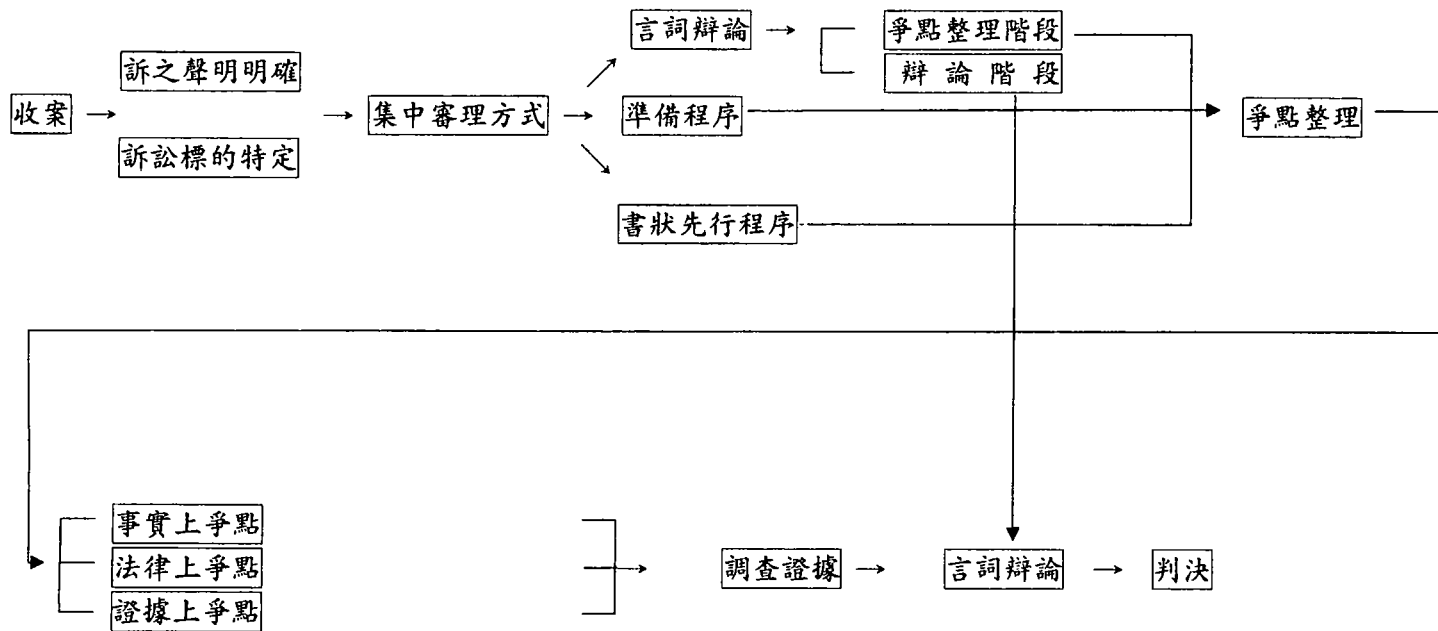 言詞辯論 → 爭點整理階段
訴之聲明明確
辯論階段
收案 → → 集中審理方式 → 準備程序 爭點整理
訴訟標的特定
書狀先行程序
事實上爭點
法律上爭點 調查證據 → 言詞辯論 → 判決
證據上爭點